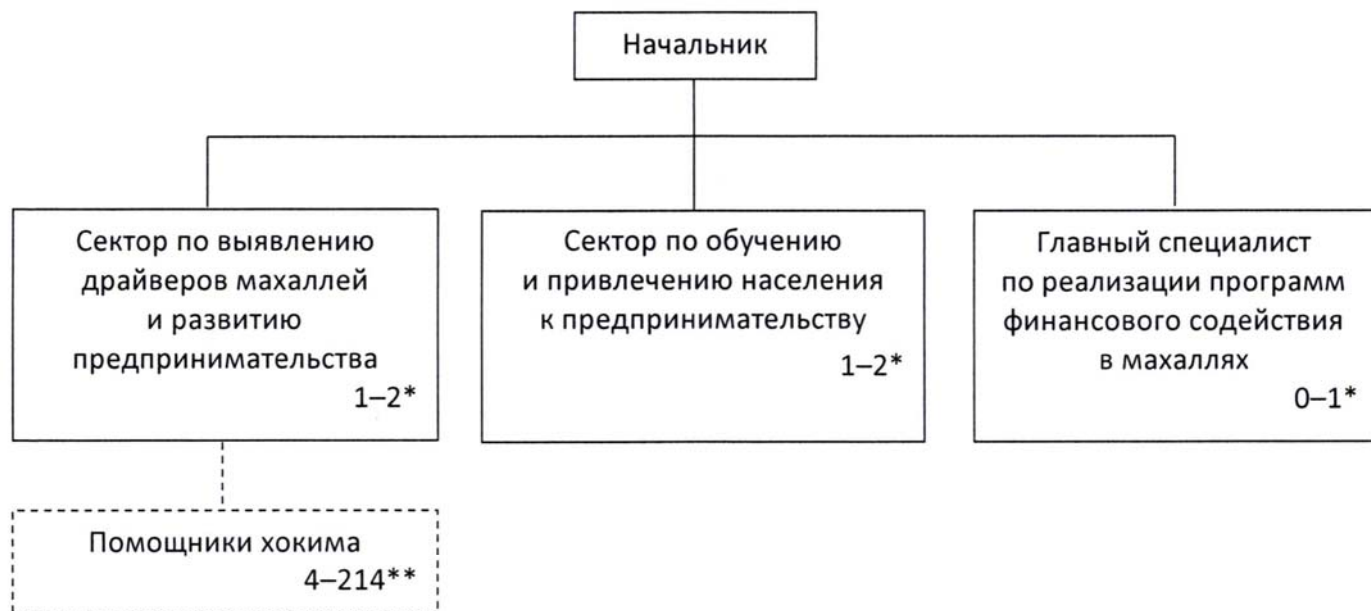 Начальник
Сектор по выявлению
драйверов махаллей
и развитию
предпринимательства
1–2*
Сектор по обучению
и привлечению населения
к предпринимательству
1–2*
Главный специалист
по реализации программ
финансового содействия
в махаллях
0–1*
Помощники хокима
4–214**